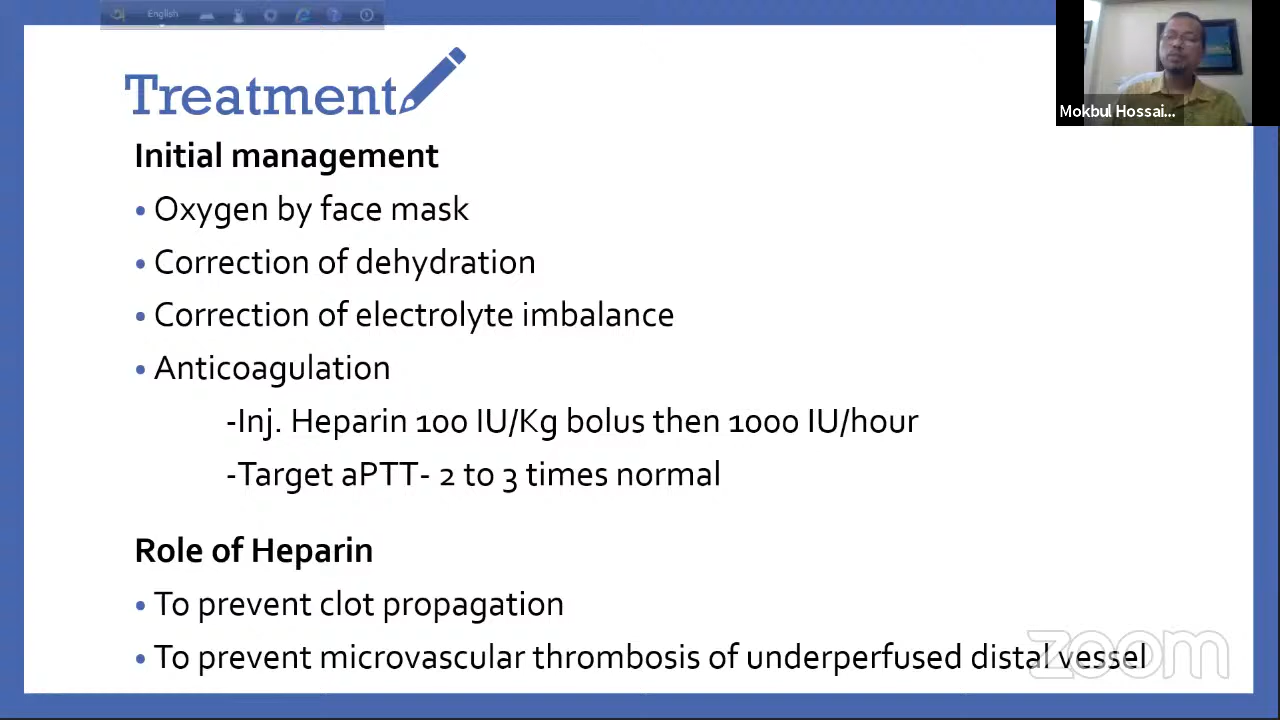 English
Treatment
Mokbul Hossai...
Initial management
• Oxygen by face mask
• Correction of dehydration
• Correction of electrolyte imbalance
• Anticoagulation
-Inj. Heparin 100 IU/Kg bolus then 1000 IU/hour
-Target aPTT- 2 to 3 times normal
Role of Heparin
• To prevent clot propagation
• To prevent microvascular thrombosis of underperfused distal vessel
zoom